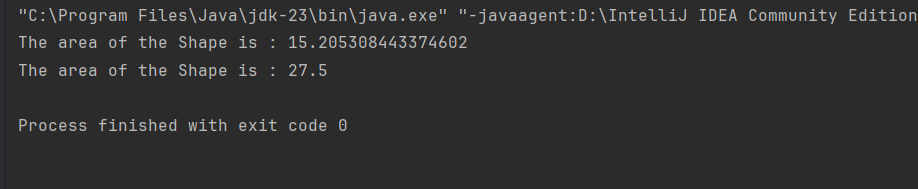 "C:\Program Files\Java\jdk-23\bin\java.exe" "-javaagent:D:\IntelliJ IDEA Community Edition
The area of the Shape is : 15.205308443374602
The area of the Shape is : 27.5
Process finished with exit code 0